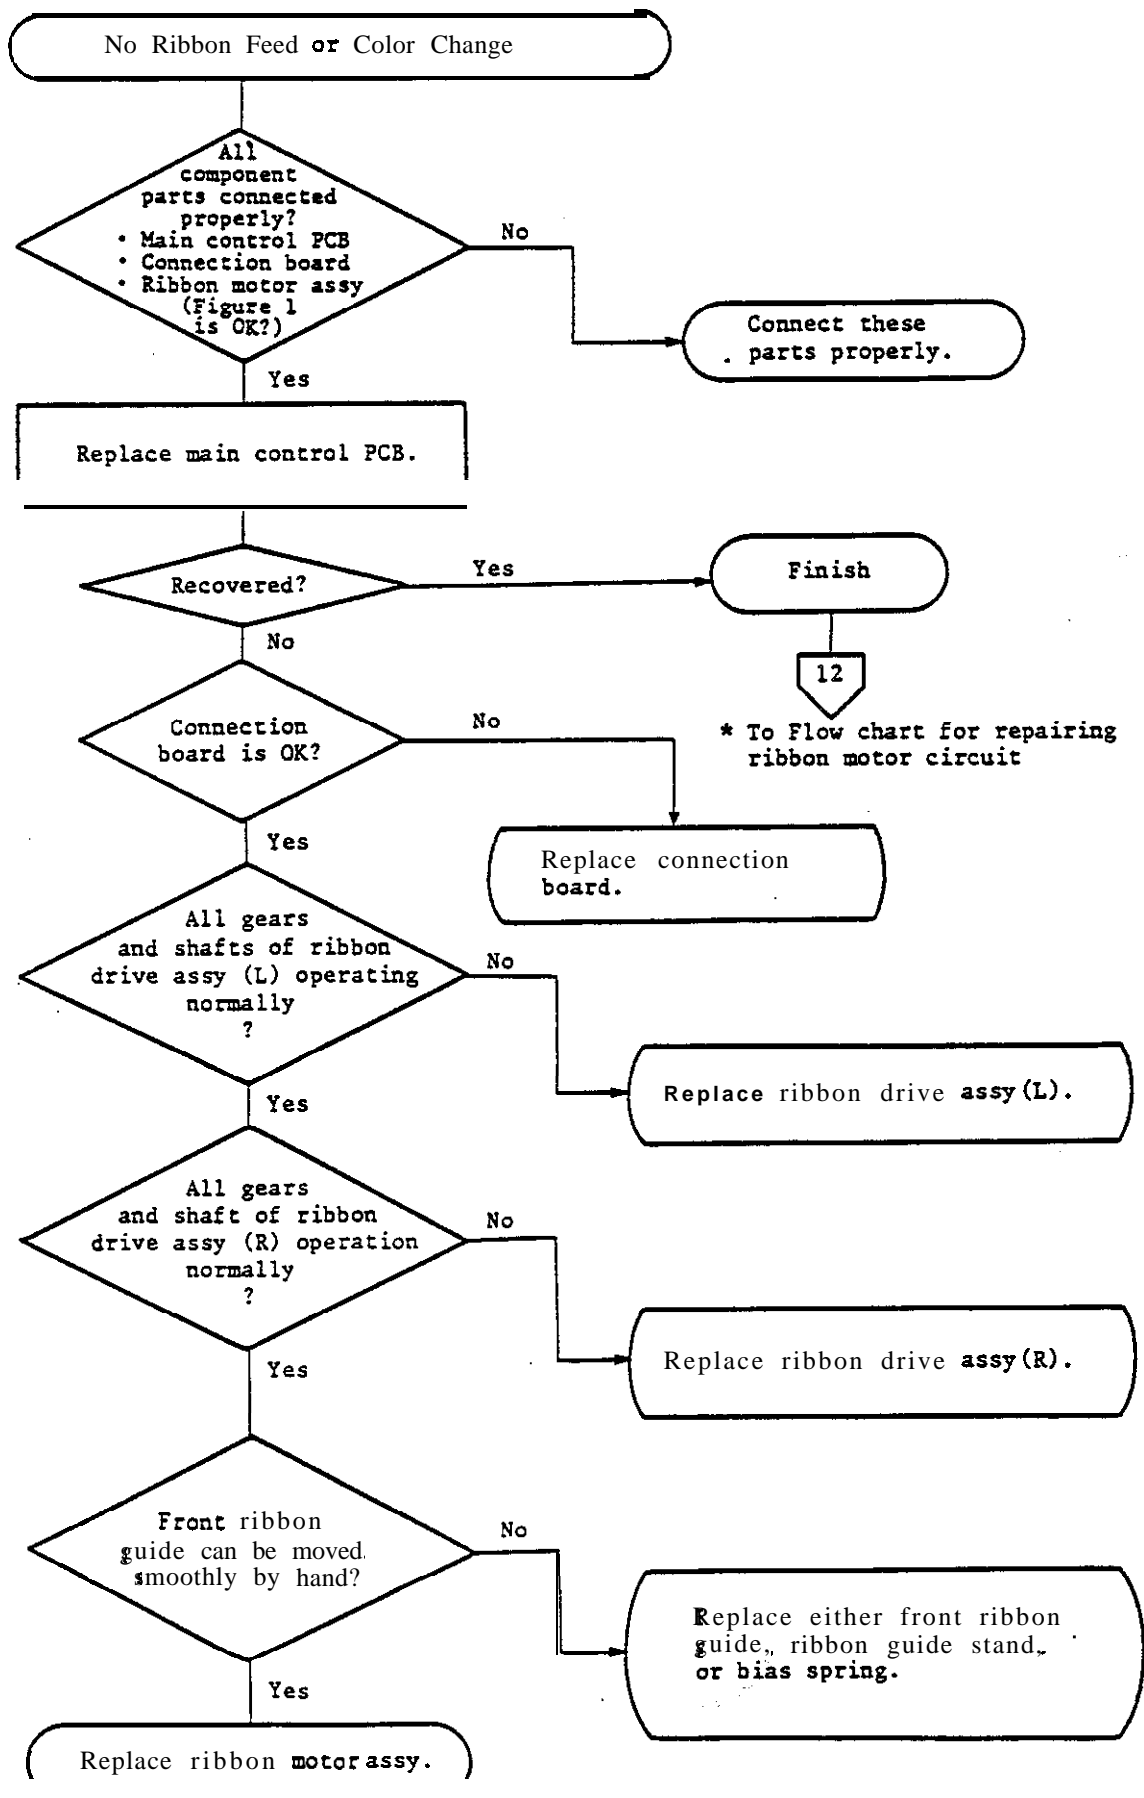 No Ribbon Feed or Color Change
All
component
parts connected
properly?
• Main control PCB
• Connection board
• Ribbon motor assy
(Figure 1
is OK?)
No
Connect these
parts properly.
Yes
Replace main control PCB.
Recovered?
Yes
Finish
No
12
* To Flow chart for repairing
ribbon motor circuit
Connection
board is OK?
No
Replace connection
board.
Yes
All gears
and shafts of ribbon
drive assy (L) operating
normally
?
No
Replace ribbon drive assy(L).
Yes
All gears
and shaft of ribbon
drive assy (R) operation
normally
?
No
Replace ribbon drive assy(R).
Yes
Front ribbon
guide can be moved
smoothly by hand?
No
Replace either front ribbon
guide, ribbon guide stand,
or bias spring.
Yes
Replace ribbon motor assy.